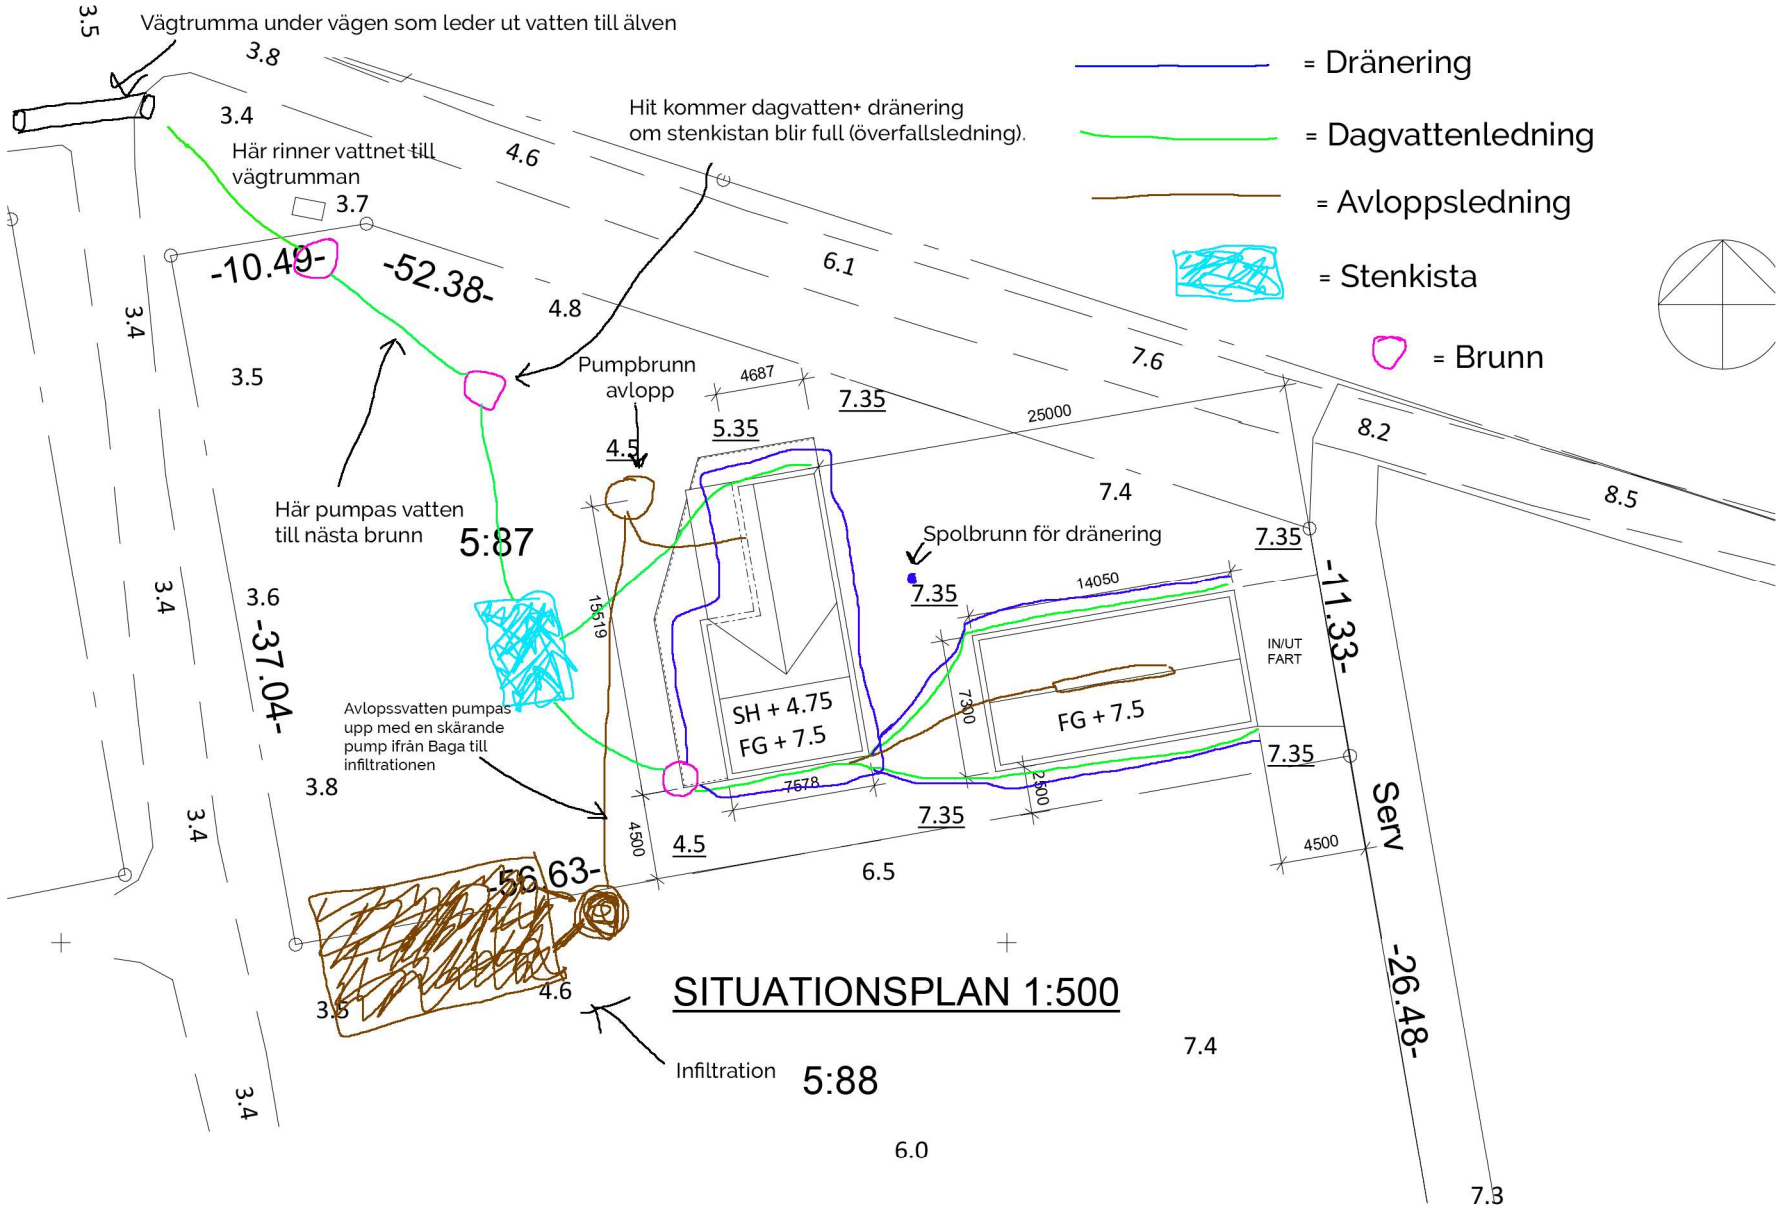 3.5
Vägtrumma under vägen som leder ut vatten till älven
3.8
= Dränering
3.4
Hit kommer dagvatten+ dränering
om stenkistan blir full (överfallsledning).
= Dagvattenledning
Här rinner vattnet till
vägtrumman
4.6
3.7
= Avloppsledning
-10.49-
-52.38-
6.1
= Stenkista
4.8
3.4
7.6
= Brunn
3.5
Pumpbrunn
avlopp
4687
7.35
25000
5.35
8.2
4.5
7.4
8.5
Här pumpas vatten
till nästa brunn
5:87
Spolbrunn för dränering
7.35
7.35
14050
-11.33-
3.4
3.6
15519
-37.04-
IN/UT
FART
SH + 4.75
FG + 7.5
7300
FG + 7.5
Avlopssvatten pumpas
upp med en skärande
pump ifrån Baga till
infiltrationen
3.8
7578
2500
7.35
7.35
Serv
3.4
4500
4.5
4500
-56.63-
6.5
3.5
4.6
SITUATIONSPLAN 1:500
-26.48-
7.4
Infiltration
5:88
3.4
6.0
7.3